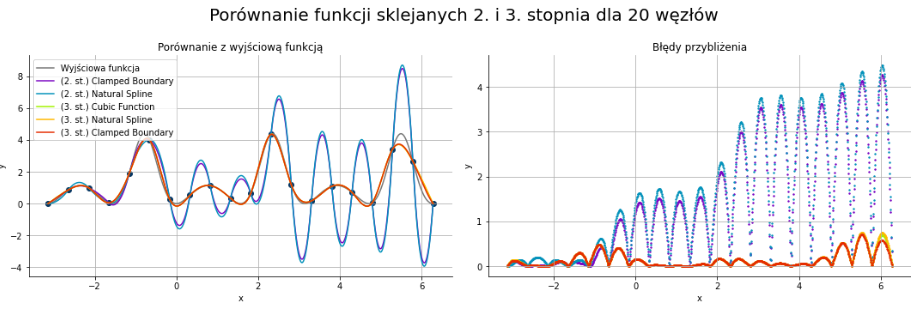 Porównanie funkcji sklejanych 2. i 3. stopnia dla 20 węzłów
Porównanie z wyjściową funkcją
Wyjściowa funkcja
(2. st.) Clamped Boundary
(2. st.) Natural Spline
(3. st.) Cubic Function
(3. st.) Natural Spline
(3. st.) Clamped Boundary
8
6
4
2
0
−2
−4
y
−2
0
2
4
6
x
Błędy przybliżenia
4
3
2
1
0
y
−2
0
2
4
6
x